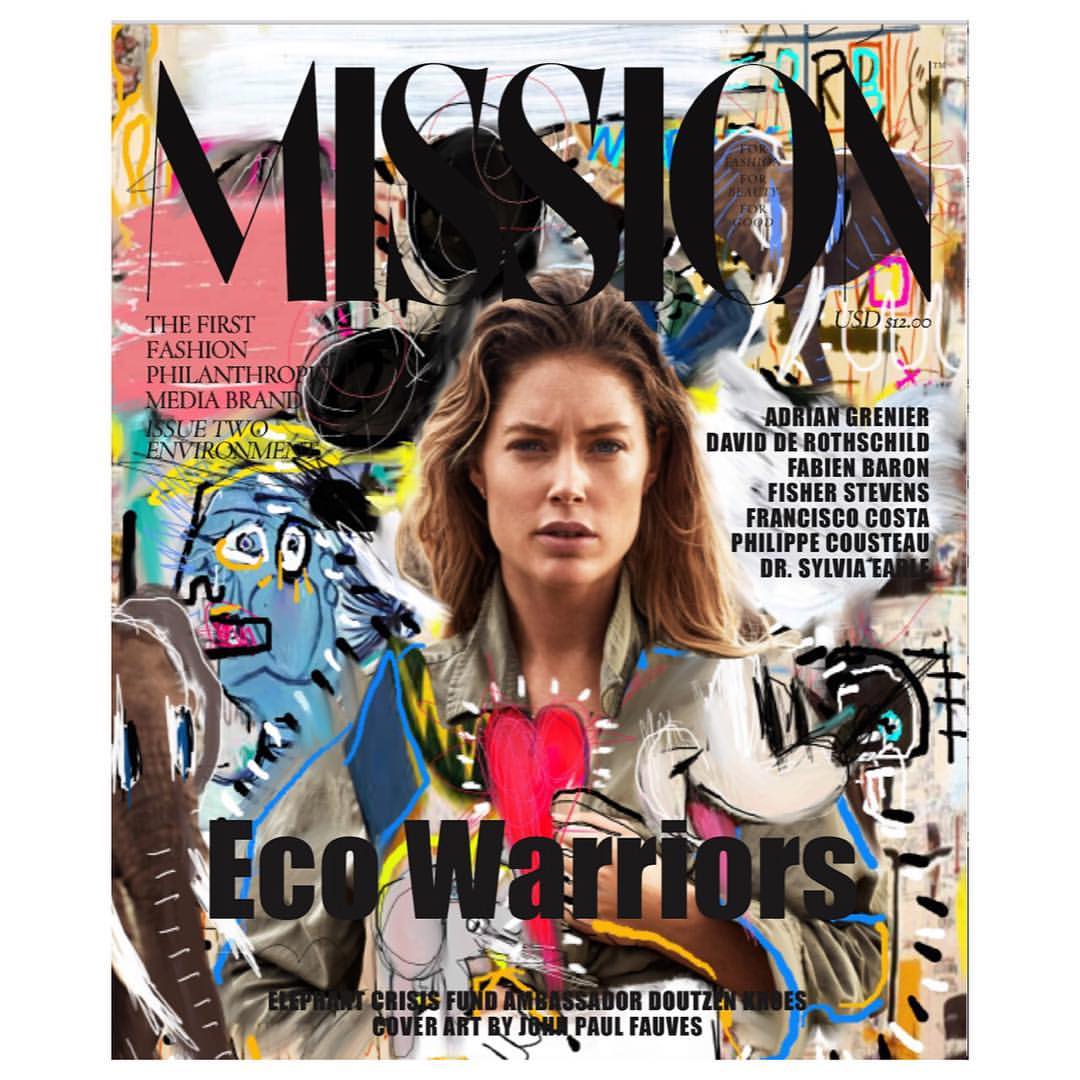 MISSION
TM
FOR
FASHION
FOR
BEAUTY
FOR
GOOD
THE FIRST
FASHION
PHILANTHROPIC
MEDIA BRAND
ISSUE TWO
ENVIRONMENT
USD $12.00
ADRIAN GRENIER
DAVID DE ROTHSCHILD
FABIEN BARON
FISHER STEVENS
FRANCISCO COSTA
PHILIPPE COUSTEAU
DR. SYLVIA EARLE
Eco Warriors
ELEPHANT CRISIS FUND AMBASSADOR DOUTZEN KROES
COVER ART BY JOHN PAUL FAUVES